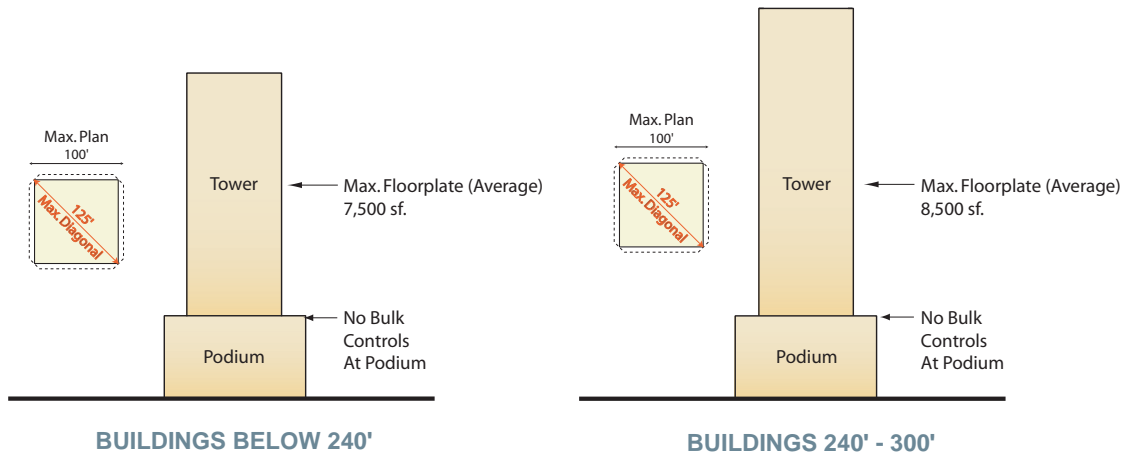 Max. Plan
100'
125'
Max. Diagonal
Tower
Max. Floorplate (Average)
7,500 sf.
No Bulk
Controls
At Podium
Podium
BUILDINGS BELOW 240'
Max. Plan
100'
125'
Max. Diagonal
Tower
Max. Floorplate (Average)
8,500 sf.
No Bulk
Controls
At Podium
Podium
BUILDINGS 240' - 300'